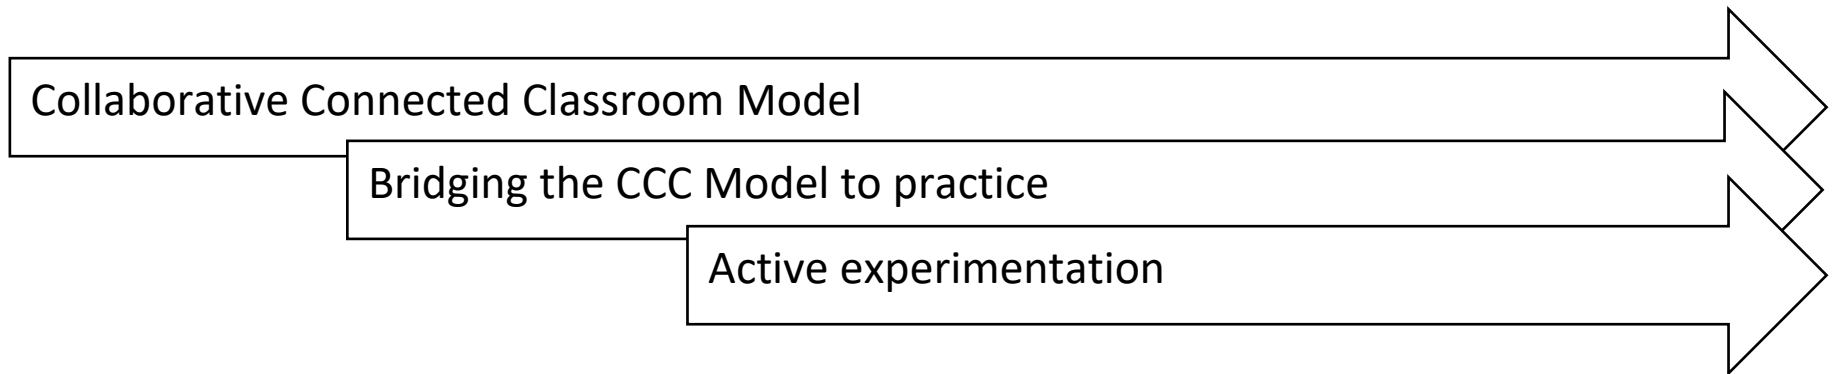 Collaborative Connected Classroom Model
Bridging the CCC Model to practice
Active experimentation